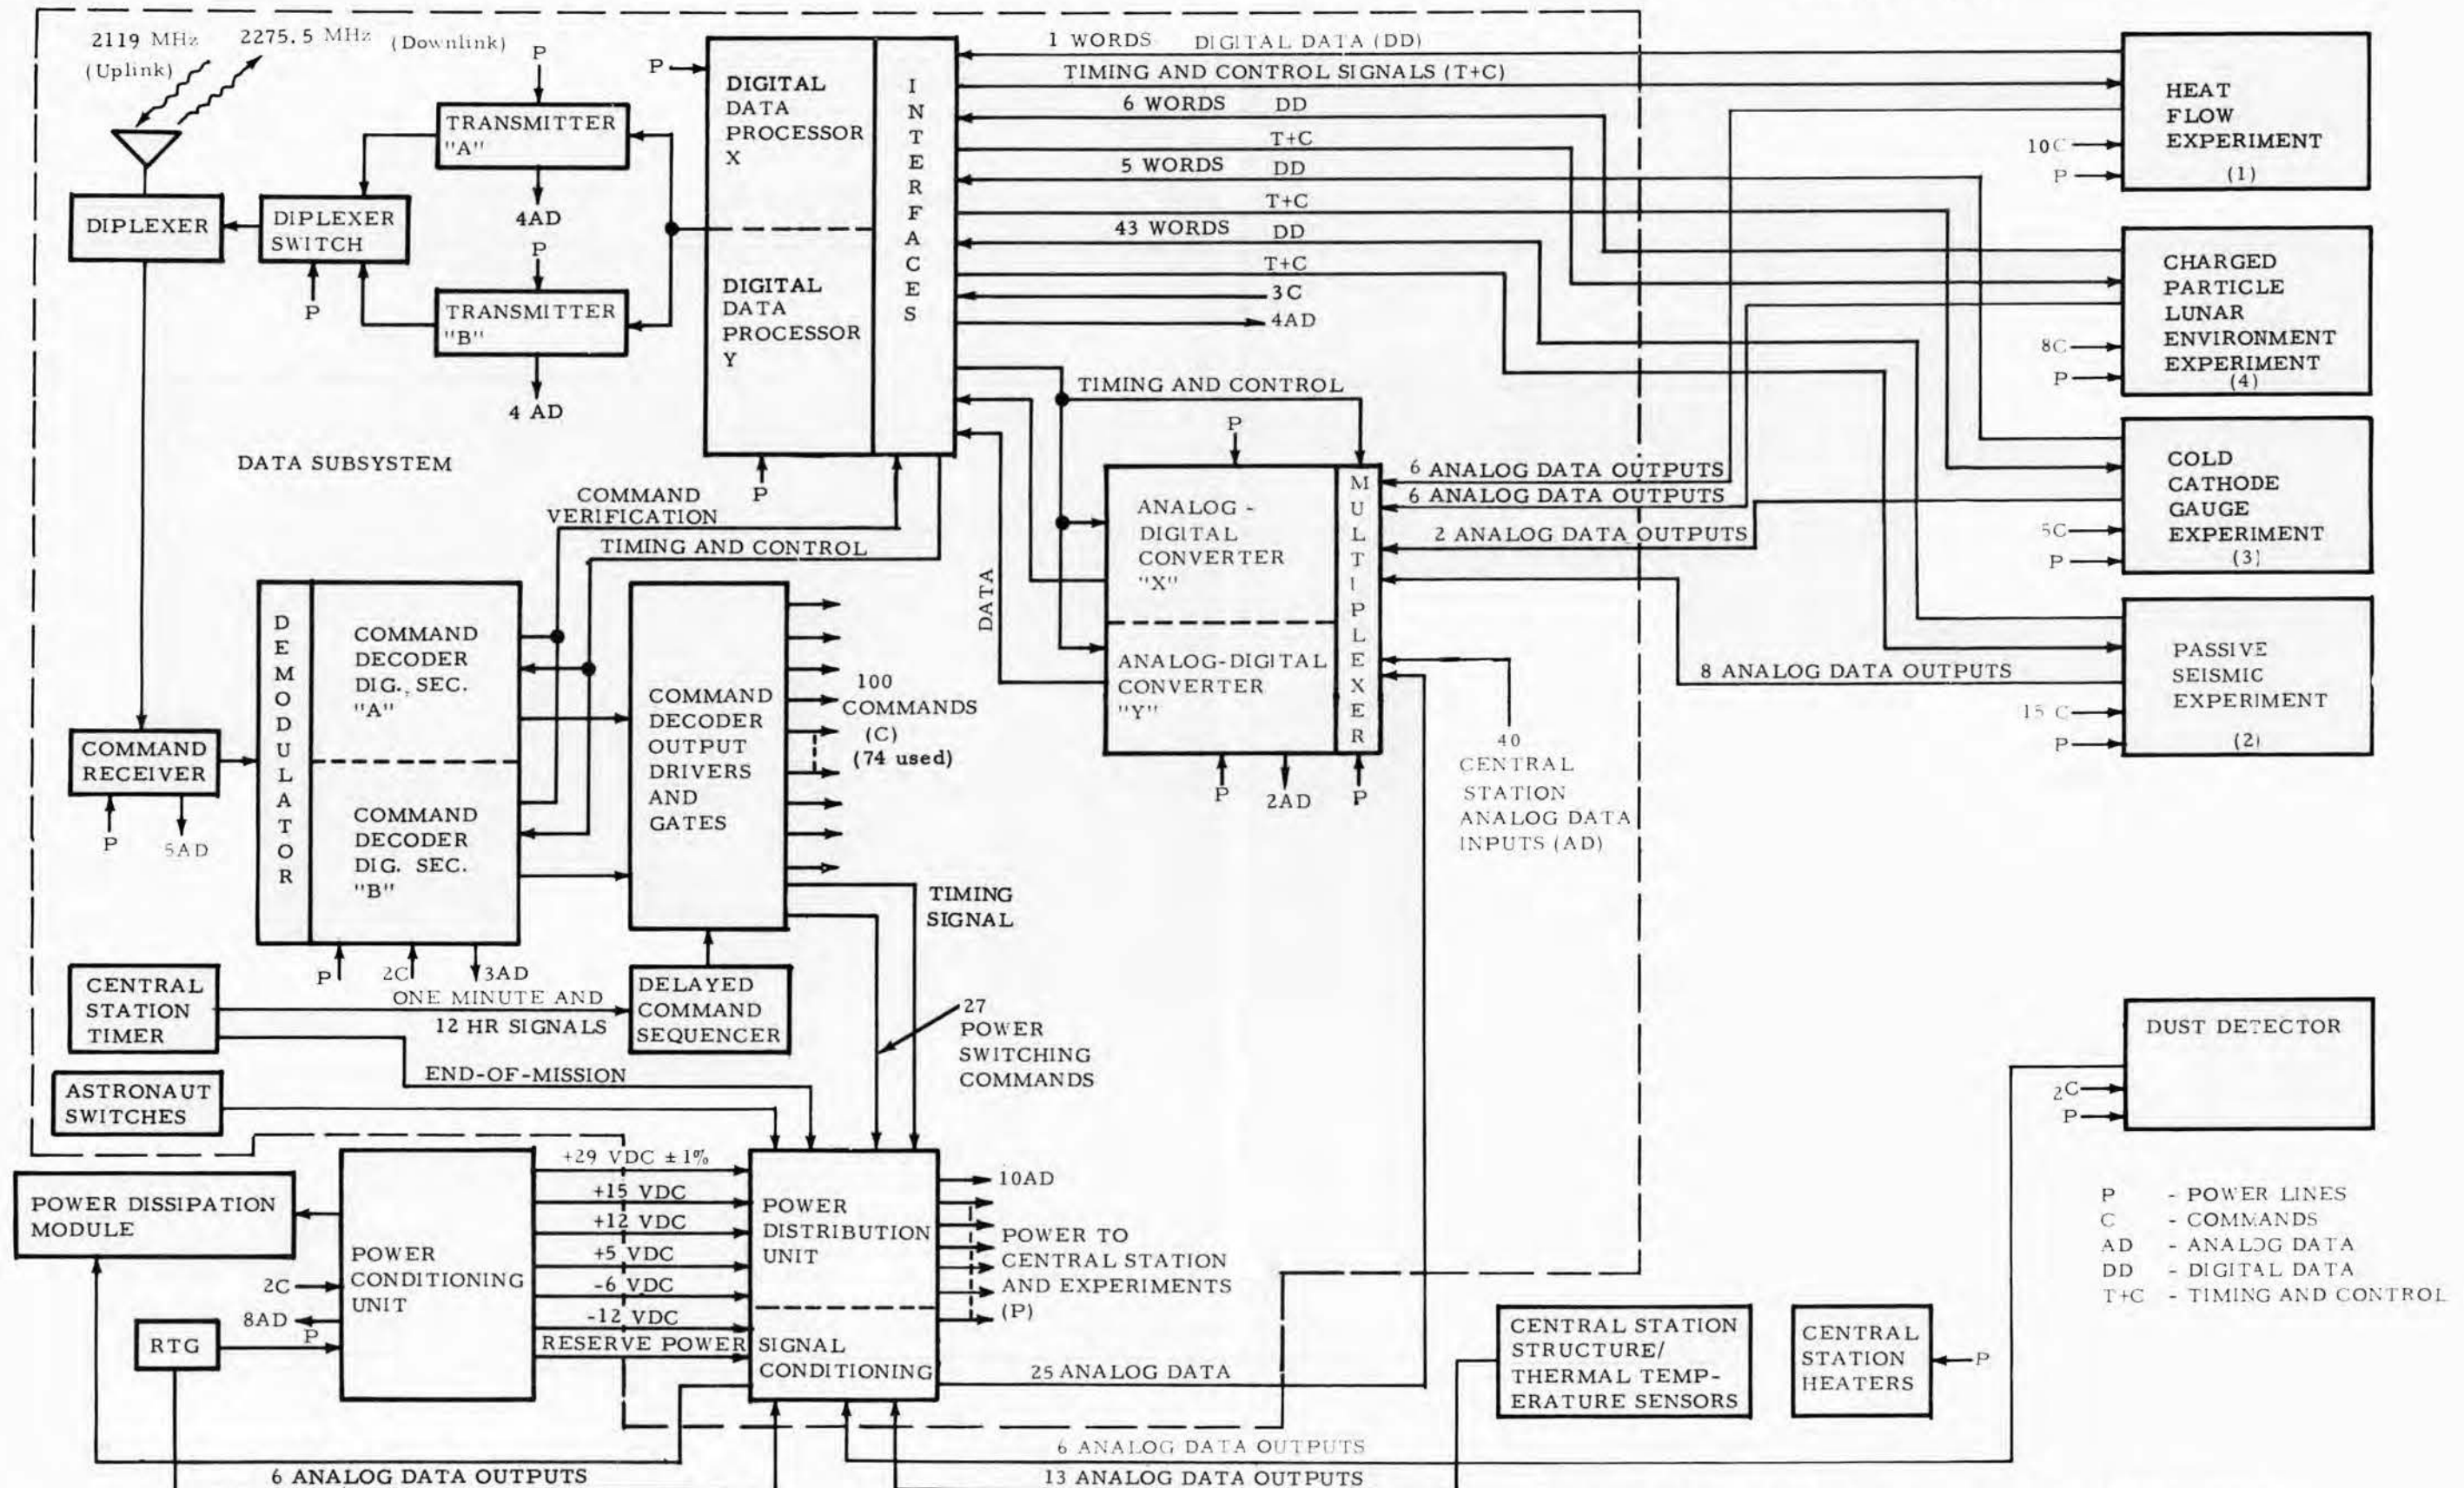 2119 MHz
(Uplink)
2275.5 MHz (Downlink)
P
TRANSMITTER
"A"
4AD
DIPLEXER
DIPLEXER
SWITCH
P
P
TRANSMITTER
"B"
4 AD
P
DIGITAL
DATA
PROCESSOR
X
DIGITAL
DATA
PROCESSOR
Y
INTERFACES
P
1 WORDS DIGITAL DATA (DD)
TIMING AND CONTROL SIGNALS (T+C)
6 WORDS DD
T+C
5 WORDS DD
T+C
43 WORDS DD
T+C
3C
4AD
TIMING AND CONTROL
HEAT
FLOW
EXPERIMENT
(1)
10C
P
CHARGED
PARTICLE
LUNAR
ENVIRONMENT
EXPERIMENT
(4)
8C
P
COLD
CATHODE
GAUGE
EXPERIMENT
(3)
5C
P
PASSIVE
SEISMIC
EXPERIMENT
(2)
15 C
P
DATA SUBSYSTEM
COMMAND
VERIFICATION
TIMING AND CONTROL
DATA
P
ANALOG -
DIGITAL
CONVERTER
"X"
ANALOG-DIGITAL
CONVERTER
"Y"
MULTIPLEXER
P
2AD
P
6 ANALOG DATA OUTPUTS
6 ANALOG DATA OUTPUTS
2 ANALOG DATA OUTPUTS
8 ANALOG DATA OUTPUTS
40
CENTRAL
STATION
ANALOG DATA
INPUTS (AD)
COMMAND
RECEIVER
P
5AD
DEMODULATOR
COMMAND
DECODER
DIG. SEC.
"A"
COMMAND
DECODER
DIG. SEC.
"B"
P
2C
3AD
COMMAND
DECODER
OUTPUT
DRIVERS
AND
GATES
100
COMMANDS
(C)
(74 used)
TIMING
SIGNAL
CENTRAL
STATION
TIMER
ONE MINUTE AND
12 HR SIGNALS
DELAYED
COMMAND
SEQUENCER
27
POWER
SWITCHING
COMMANDS
END-OF-MISSION
ASTRONAUT
SWITCHES
DUST DETECTOR
2C
P
POWER DISSIPATION
MODULE
POWER
CONDITIONING
UNIT
2C
8AD
P
RTG
+29 VDC ± 1%
+15 VDC
+12 VDC
+5 VDC
-6 VDC
-12 VDC
RESERVE POWER
POWER
DISTRIBUTION
UNIT
SIGNAL
CONDITIONING
10AD
POWER TO
CENTRAL STATION
AND EXPERIMENTS
(P)
25 ANALOG DATA
CENTRAL STATION
STRUCTURE/
THERMAL TEMP-
ERATURE SENSORS
CENTRAL
STATION
HEATERS
P
P - POWER LINES
C - COMMANDS
AD - ANALOG DATA
DD - DIGITAL DATA
T+C - TIMING AND CONTROL
6 ANALOG DATA OUTPUTS
6 ANALOG DATA OUTPUTS
13 ANALOG DATA OUTPUTS